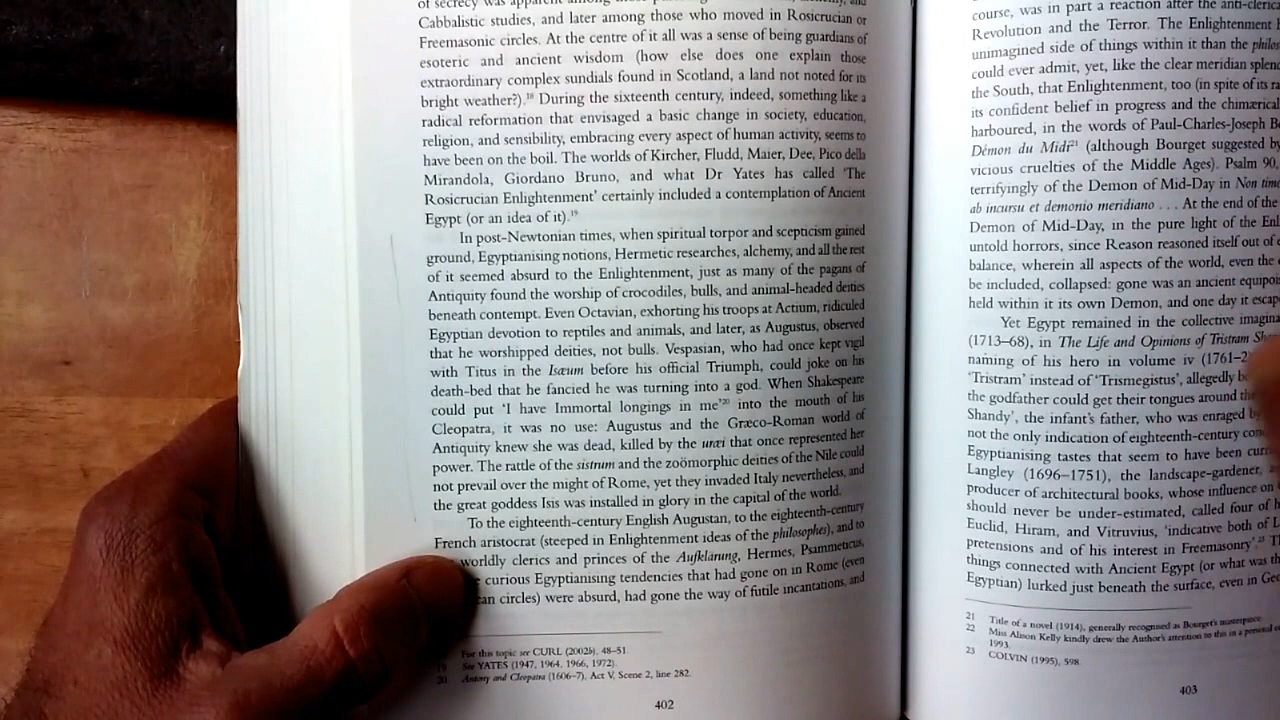 of secrecy was apparent among those
Cabbalistic studies, and later among those who moved in Rosicrucian or
Freemasonic circles. At the centre of it all was a sense of being guardians of
esoteric and ancient wisdom (how else does one explain those
extraordinary complex sundials found in Scotland, a land not noted for its
bright weather?).¹⁸ During the sixteenth century, indeed, something like a
radical reformation that envisaged a basic change in society, education,
religion, and sensibility, embracing every aspect of human activity, seems to
have been on the boil. The worlds of Kircher, Fludd, Maier, Dee, Pico della
Mirandola, Giordano Bruno, and what Dr Yates has called ‘The
Rosicrucian Enlightenment’ certainly included a contemplation of Ancient
Egypt (or an idea of it).¹⁹
In post-Newtonian times, when spiritual torpor and scepticism gained
ground, Egyptianising notions, Hermetic researches, alchemy, and all the rest
of it seemed absurd to the Enlightenment, just as many of the pagans of
Antiquity found the worship of crocodiles, bulls, and animal-headed deities
beneath contempt. Even Octavian, exhorting his troops at Actium, ridiculed
Egyptian devotion to reptiles and animals, and later, as Augustus, observed
that he worshipped deities, not bulls. Vespasian, who had once kept vigil
with Titus in the Isæum before his official Triumph, could joke on his
death-bed that he fancied he was turning into a god. When Shakespeare
could put ‘I have Immortal longings in me’²⁰ into the mouth of his
Cleopatra, it was no use: Augustus and the Græco-Roman world of
Antiquity knew she was dead, killed by the uræi that once represented her
power. The rattle of the sistrum and the zoömorphic deities of the Nile could
not prevail over the might of Rome, yet they invaded Italy nevertheless, and
the great goddess Isis was installed in glory in the capital of the world.
To the eighteenth-century English Augustan, to the eighteenth-century
French aristocrat (steeped in Enlightenment ideas of the philosophes), and to
worldly clerics and princes of the Aufklärung, Hermes, Psammeticus,
curious Egyptianising tendencies that had gone on in Rome (even
circles) were absurd, had gone the way of futile incantations, and
For this topic see CURL (2002b), 48–51.
19 See YATES (1947, 1964, 1966, 1972).
20 Antony and Cleopatra (1606–7), Act V, Scene 2, line 282.
402
course, was in part a reaction after the
Revolution and the Terror. The Enlightenment
unimagined side of things within it than the
could ever admit, yet, like the clear meridian
the South, that Enlightenment, too (in spite of its
its confident belief in progress and the chimærical
harboured, in the words of Paul-Charles-Joseph
Démon du Midi²¹ (although Bourget suggested by
vicious cruelties of the Middle Ages). Psalm 90,
terrifyingly of the Demon of Mid-Day in Non
ab incursu et demonio meridiano . . . At the end of the
Demon of Mid-Day, in the pure light of the
untold horrors, since Reason reasoned itself out of
balance, wherein all aspects of the world, even the
be included, collapsed: gone was an ancient
held within it its own Demon, and one day it
Yet Egypt remained in the collective
(1713–68), in The Life and Opinions of Tristram
naming of his hero in volume iv
‘Tristram’ instead of ‘Trismegistus’, allegedly
the godfather could get their tongues around the
Shandy’, the infant’s father, who was enraged by
not the only indication of eighteenth-century
Egyptianising tastes that seem to have been
Langley (1696–1751), the landscape-gardener,
producer of architectural books, whose influence on
should never be under-estimated, called four of
Euclid, Hiram, and Vitruvius, ‘indicative both of
pretensions and of his interest in Freemasonry’.²³
things connected with Ancient Egypt (or what was
Egyptian) lurked just beneath the surface, even in
21 Title of a novel (1914), generally recognised as Bourget’s masterpiece.
22 Miss Alison Kelly kindly drew the Author’s attention to this in a personal
1993.
23 COLVIN (1995), 598.
403